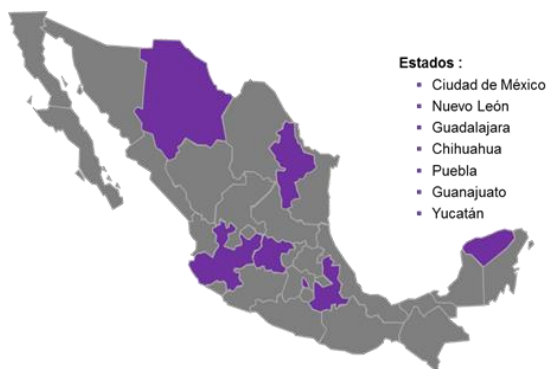 Estados :
▪ Ciudad de México
▪ Nuevo León
▪ Guadalajara
▪ Chihuahua
▪ Puebla
▪ Guanajuato
▪ Yucatán